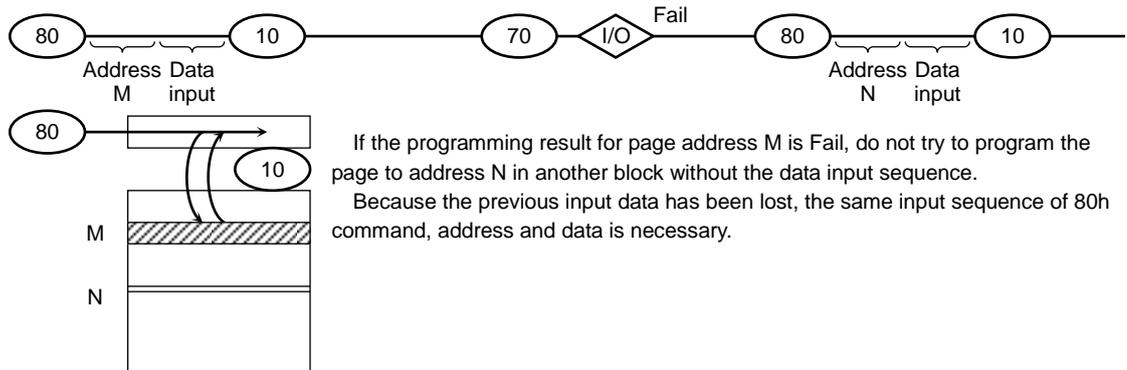 Fail
80 10 70 I/O 80 10
Address Data Address Data
M input N input
80
If the programming result for page address M is Fail, do not try to program the
10
page to address N in another block without the data input sequence.
Because the previous input data has been lost, the same input sequence of 80h
M
command, address and data is necessary.
N